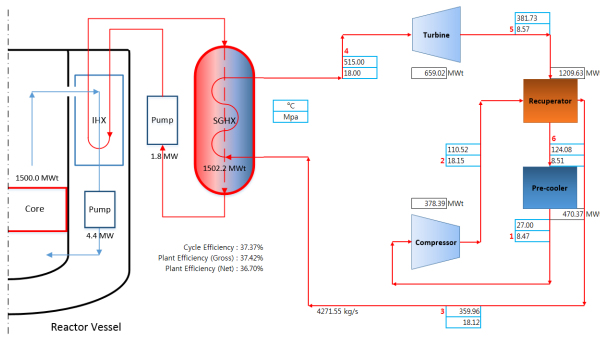 381.73
5
8.57
Turbine
4
515.00
18.00
659.02 MWt
1209.63 MWt
Recuperator
°C
Mpa
IHX
Pump
SGHX
1.8 MW
1502.2 MWt
110.52
2
18.15
6
124.08
8.51
1500.0 MWt
Pre-cooler
Core
Pump
4.4 MW
378.39 MWt
470.37 MWt
Compressor
27.00
1
8.47
Cycle Efficiency : 37.37%
Plant Efficiency (Gross) : 37.42%
Plant Efficiency (Net) : 36.70%
4271.55 kg/s
3
359.96
18.12
Reactor Vessel